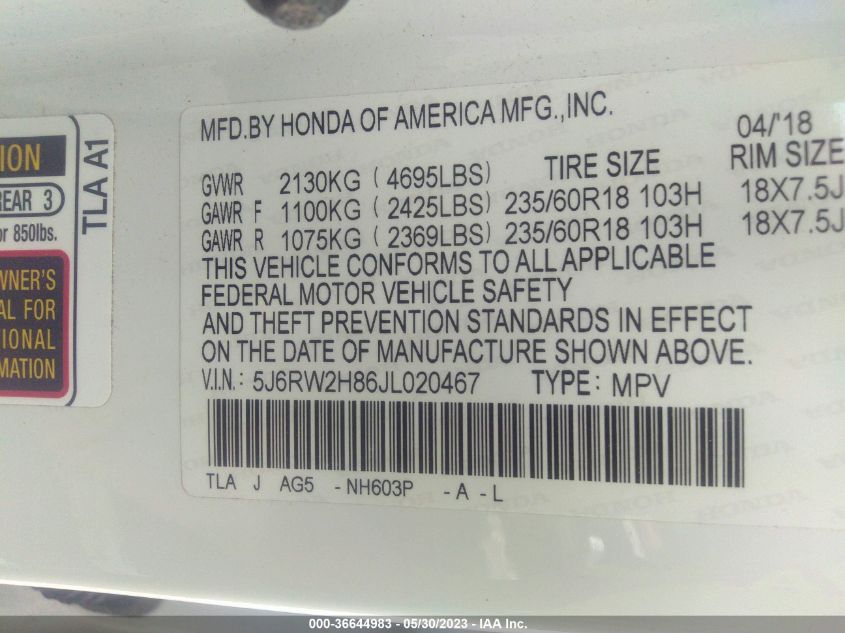 ION
REAR 3
or 850lbs.
TLA A1
WNER'S
AL FOR
TIONAL
MATION
MFD.BY HONDA OF AMERICA MFG.,INC.
04/'18
TIRE SIZE RIM SIZE
GVWR 2130KG (4695LBS)
GAWR F 1100KG (2425LBS) 235/60R18 103H 18X7.5J
GAWR R 1075KG (2369LBS) 235/60R18 103H 18X7.5J
THIS VEHICLE CONFORMS TO ALL APPLICABLE
FEDERAL MOTOR VEHICLE SAFETY
AND THEFT PREVENTION STANDARDS IN EFFECT
ON THE DATE OF MANUFACTURE SHOWN ABOVE.
V.I.N.: 5J6RW2H86JL020467 TYPE: MPV
TLA J AG5 -NH603P -A -L
000-36644983 - 05/30/2023 - IAA Inc.